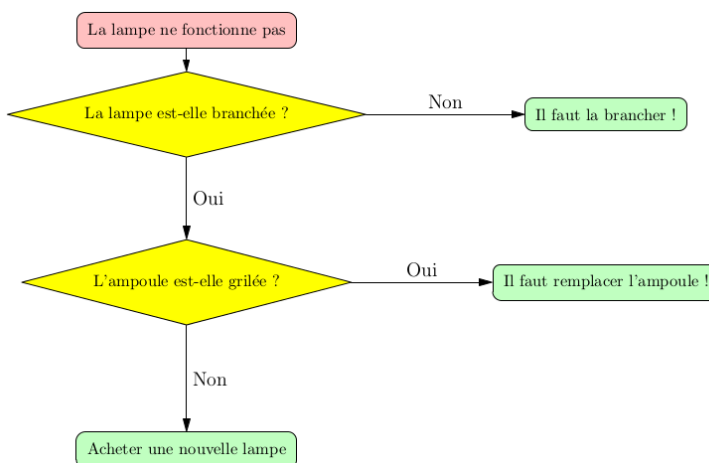 La lampe ne fonctionne pas
La lampe est-elle branchée ?
Non
Il faut la brancher !
Oui
L'ampoule est-elle grilée ?
Oui
Il faut remplacer l'ampoule !
Non
Acheter une nouvelle lampe